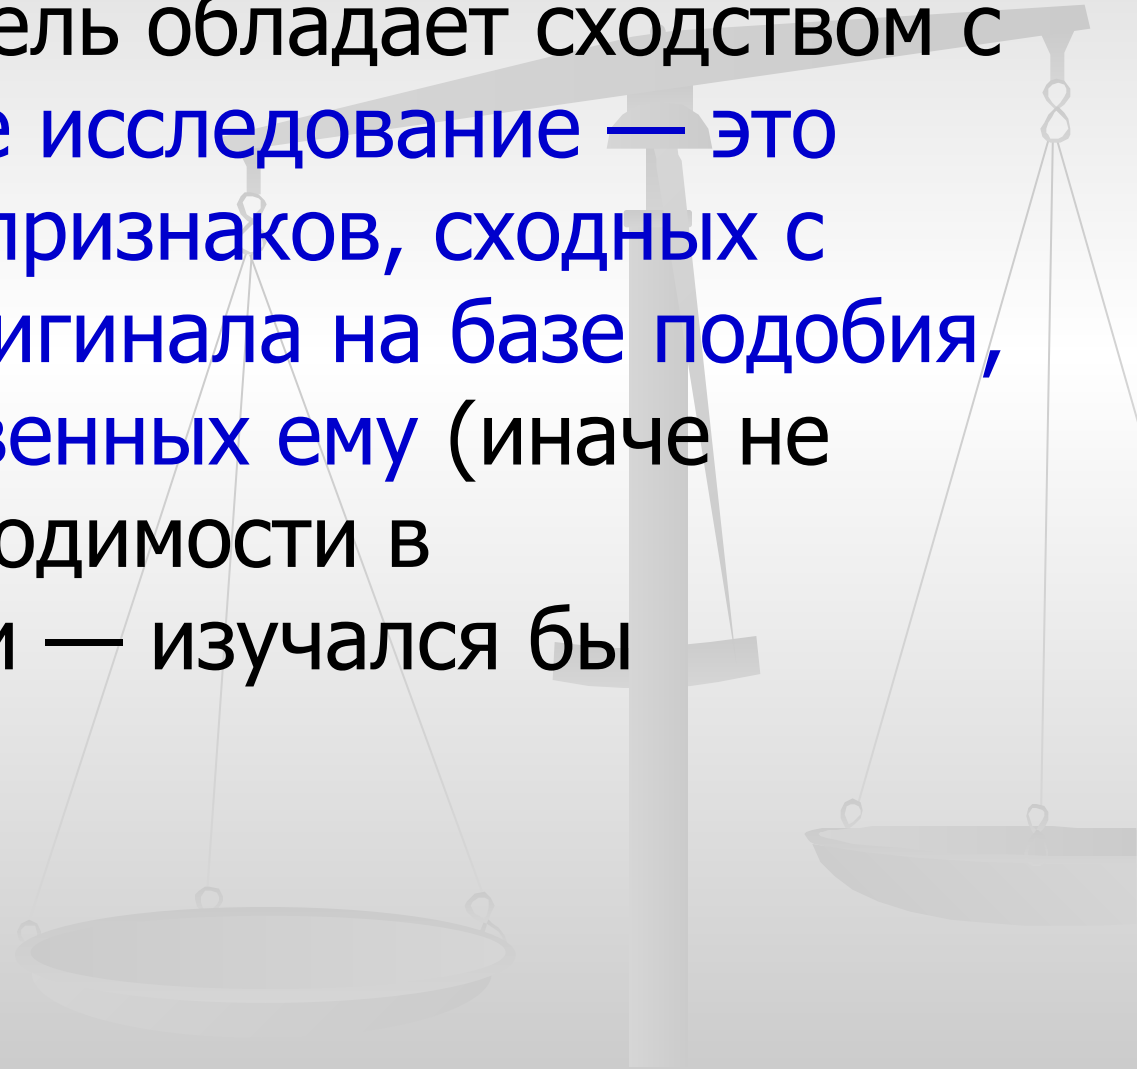 ель обладает сходством с
е исследование — это
признаков, сходных с
игинала на базе подобия,
венных ему (иначе не
одимости в
и — изучался бы